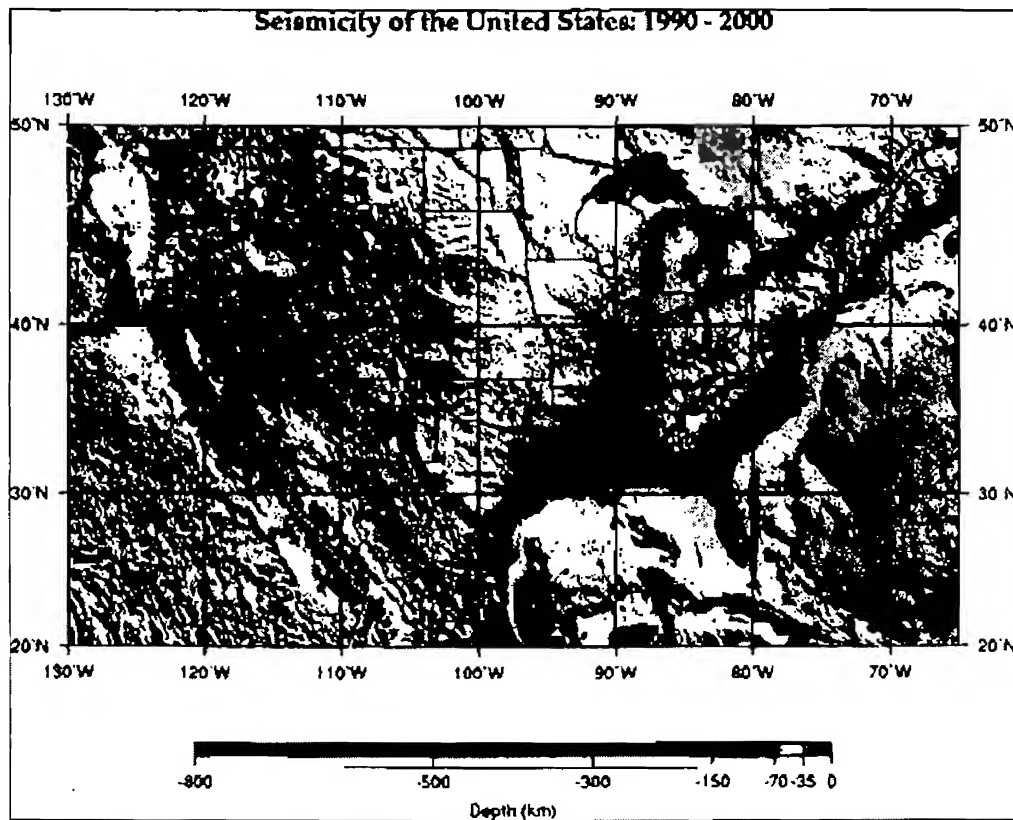 Seismicity of the United States: 1990 - 2000
130°W 120°W 110°W 100°W 90°W 80°W 70°W
50°N 50°N
40°N 40°N
30°N 30°N
20°N 20°N
130°W 120°W 110°W 100°W 90°W 80°W 70°W
-800 -500 -300 -150 -70 -35 0
Depth (km)